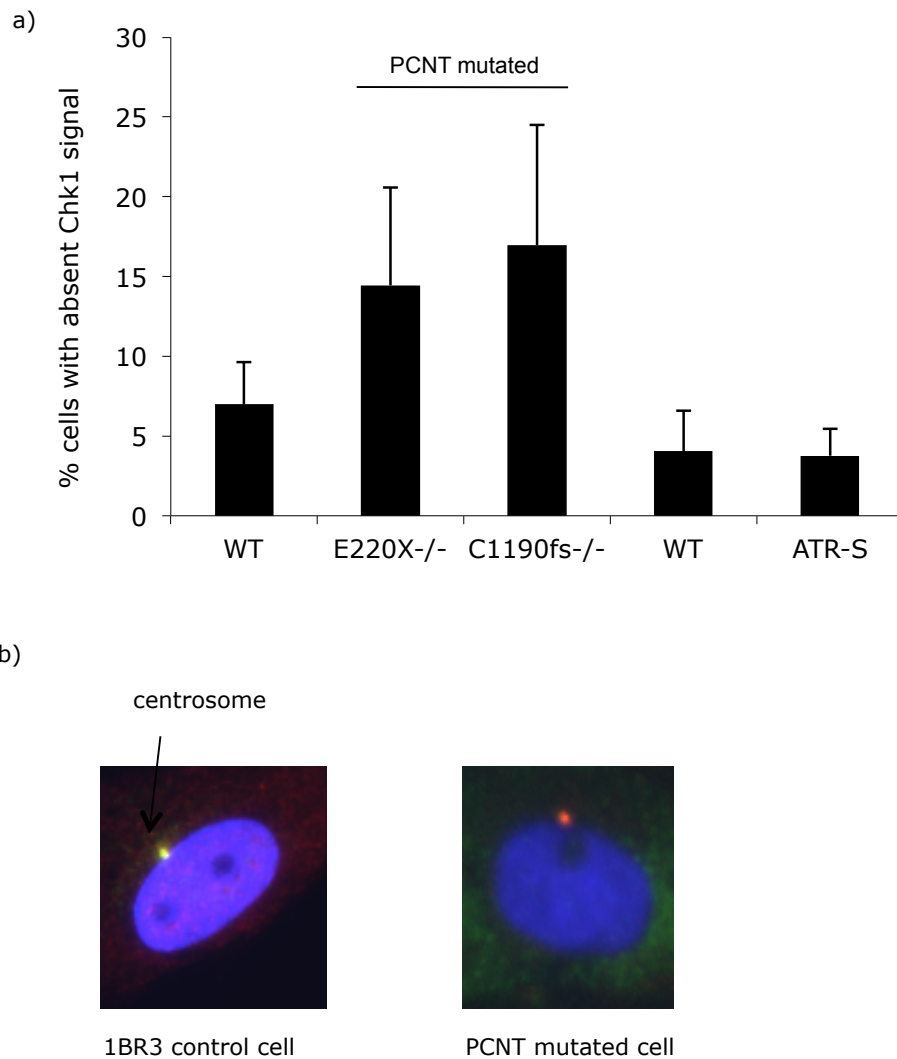 a)
30
25
20
15
10
5
0
% cells with absent Chk1 signal
PCNT mutated
WT E220X-/- C1190fs-/- WT ATR-S
b)
centrosome
1BR3 control cell PCNT mutated cell